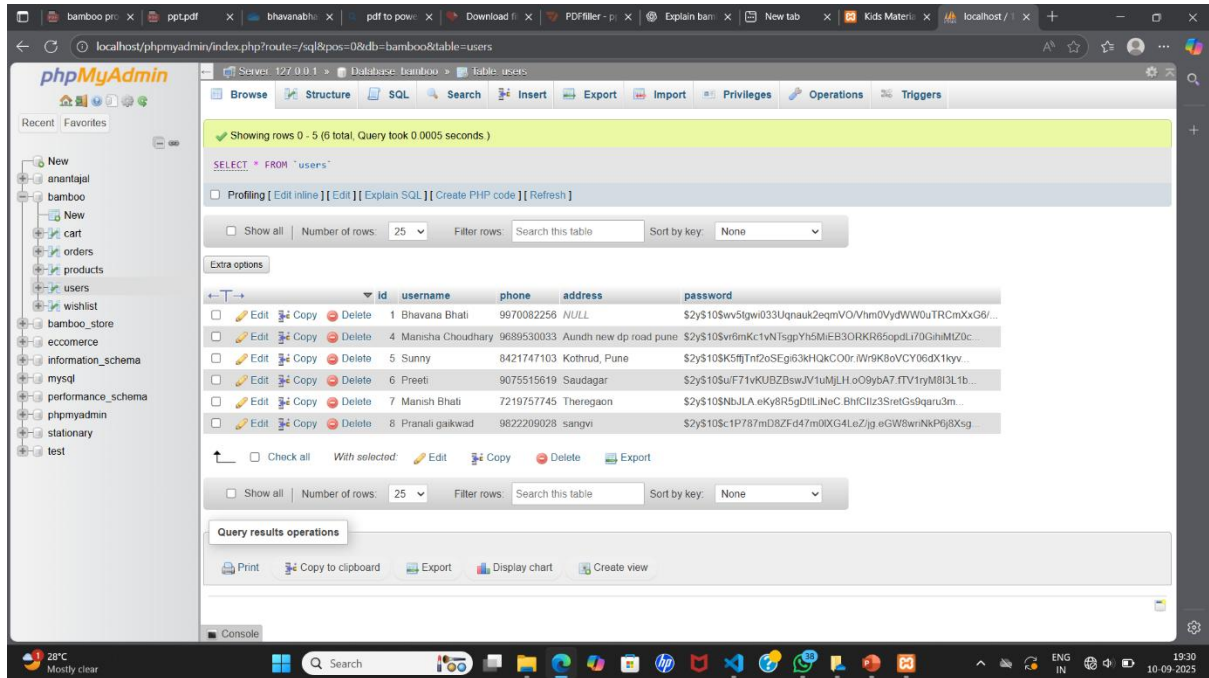 bamboo pro
ppt.pdf
bhavanabha
pdf to powe
Download fi
PDFfiller - p
Explain bam
New tab
Kids Materia
localhost / 1
localhost/phpmyadmin/index.php?route=/sql&pos=0&db=bamboo&table=users
phpMyAdmin
Recent Favorites
New
anantajal
bamboo
New
cart
orders
products
users
wishlist
bamboo_store
eccomerce
information_schema
mysql
performance_schema
phpmyadmin
stationary
test
Server: 127.0.0.1 » Database: bamboo » Table: users
Browse Structure SQL Search Insert Export Import Privileges Operations Triggers
Showing rows 0 - 5 (6 total, Query took 0.0005 seconds.)
SELECT * FROM `users`
Profiling [ Edit inline ] [ Edit ] [ Explain SQL ] [ Create PHP code ] [ Refresh ]
Show all | Number of rows: 25 Filter rows: Search this table Sort by key: None
Extra options
←T→ id username phone address password
Edit Copy Delete 1 Bhavana Bhati 9970082256 NULL
Edit Copy Delete 4 Manisha Choudhary 9689530033 Aundh new dp road pune
Edit Copy Delete 5 Sunny 8421747103 Kothrud, Pune
Edit Copy Delete 6 Preeti 9075515619 Saudagar
Edit Copy Delete 7 Manish Bhati 7219757745 Theregaon
Edit Copy Delete 8 Pranali gaikwad 9822209028 sangvi
Check all With selected: Edit Copy Delete Export
Show all | Number of rows: 25 Filter rows: Search this table Sort by key: None
Query results operations
Print Copy to clipboard Export Display chart Create view
Console
1
28°C
Mostly clear
Search
38
ENG
IN
19:30
10-09-2025